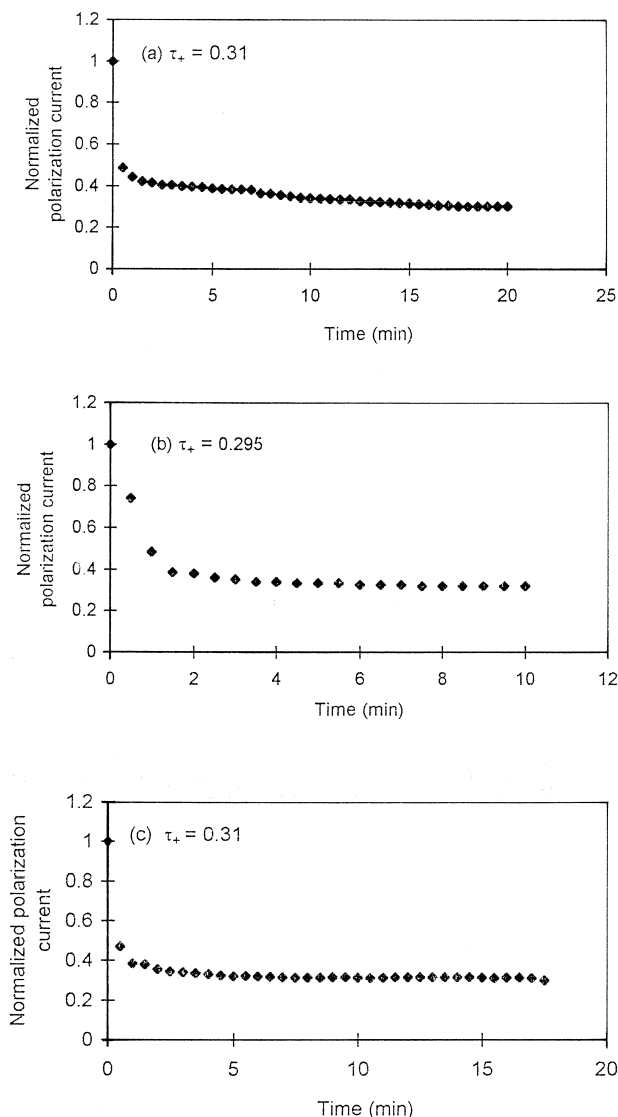 1.2
1
0.8
0.6
0.4
0.2
0
(a) τ₊ = 0.31
Normalized
polarization current
0 5 10 15 20 25
Time (min)
1.2
1
0.8
0.6
0.4
0.2
0
(b) τ₊ = 0.295
Normalized
polarization current
0 2 4 6 8 10 12
Time (min)
1.2
1
0.8
0.6
0.4
0.2
0
(c) τ₊ = 0.31
Normalized polarization
current
0 5 10 15 20
Time (min)